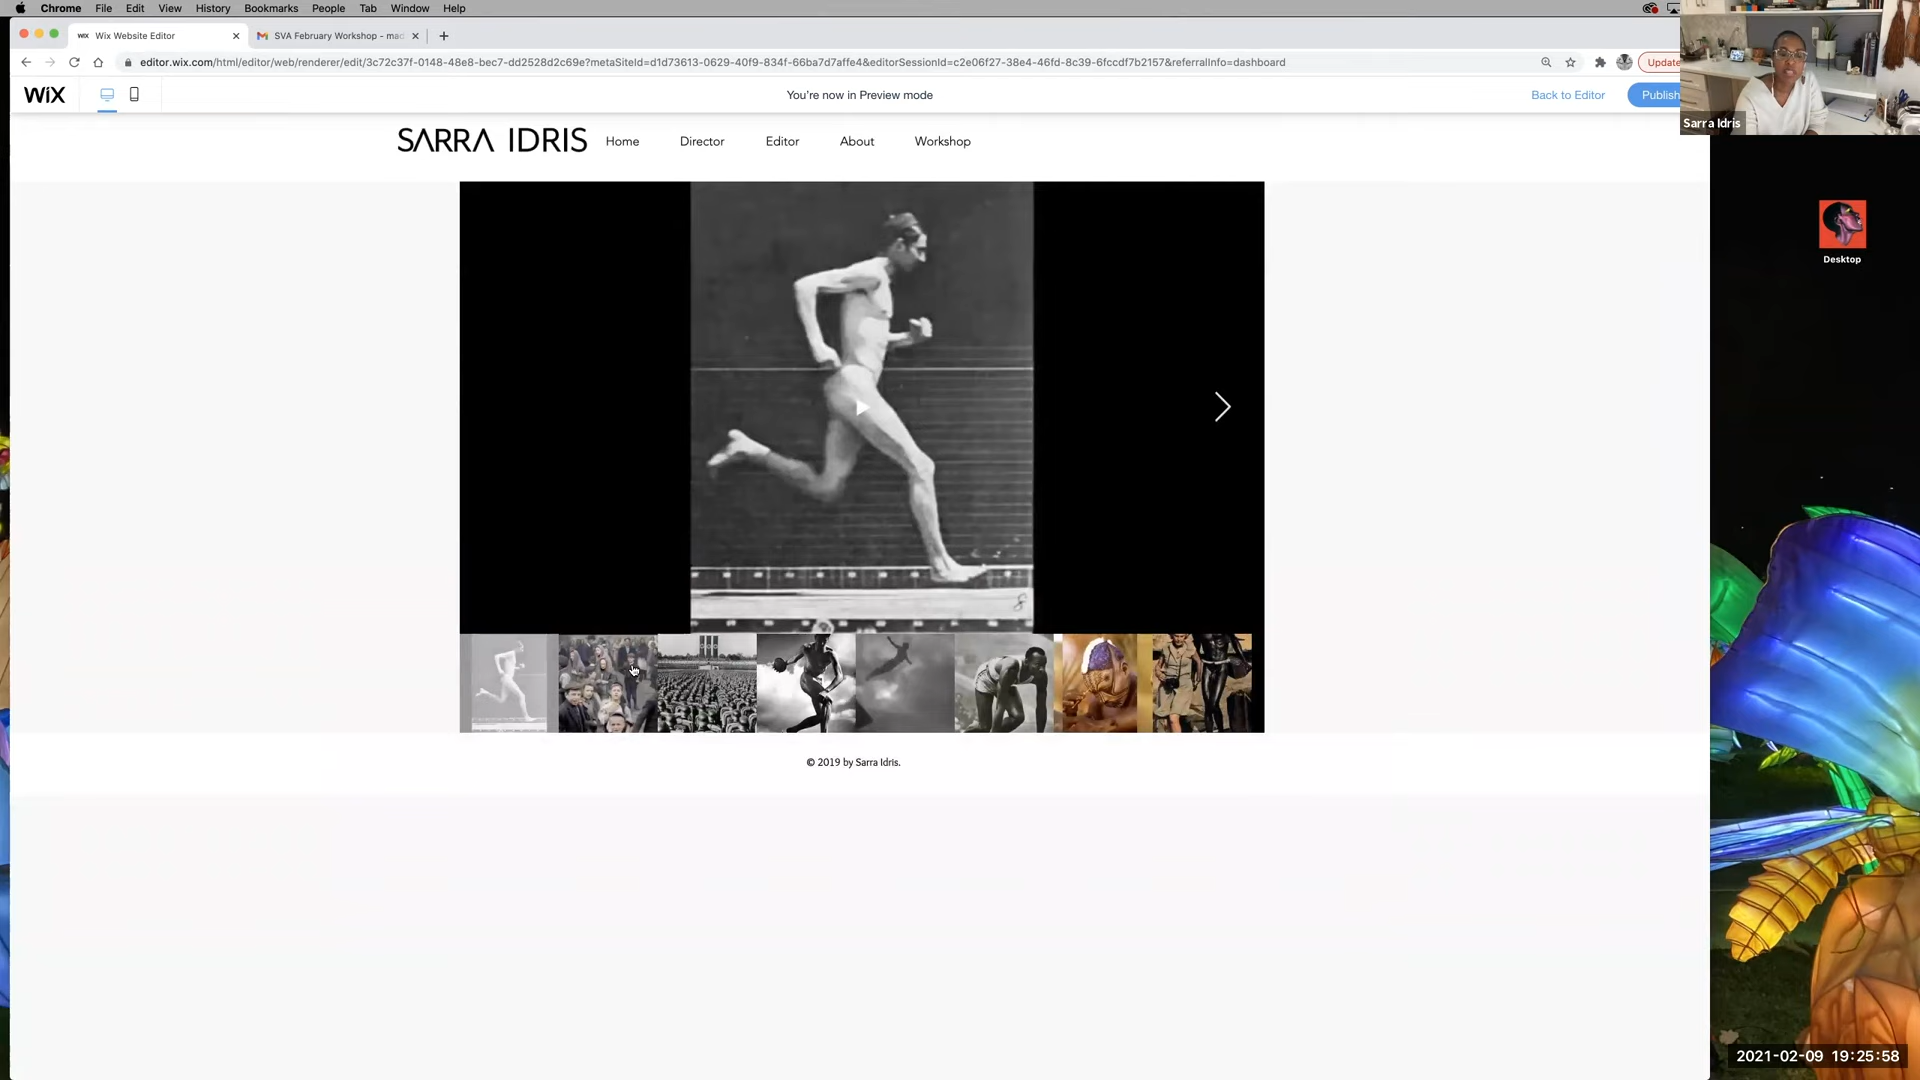 Chrome File Edit View History Bookmarks People Tab Window Help
WiX Wix Website Editor
SVA February Workshop - mad
editor.wix.com/html/editor/web/renderer/edit/3c72c37f-0148-48e8-bec7-dd2528d2c69e?metaSiteId=d1d73613-0629-40f9-834f-66ba7d7affe4&editorSessionId=c2e06f27-38e4-46fd-8c39-6fccdf7b2157&referralInfo=dashboard
Update
WiX
You're now in Preview mode
Back to Editor
Publish
Sarra Idris
SARRA IDRIS
Home Director Editor About Workshop
Desktop
© 2019 by Sarra Idris.
2021-02-09 19:25:58